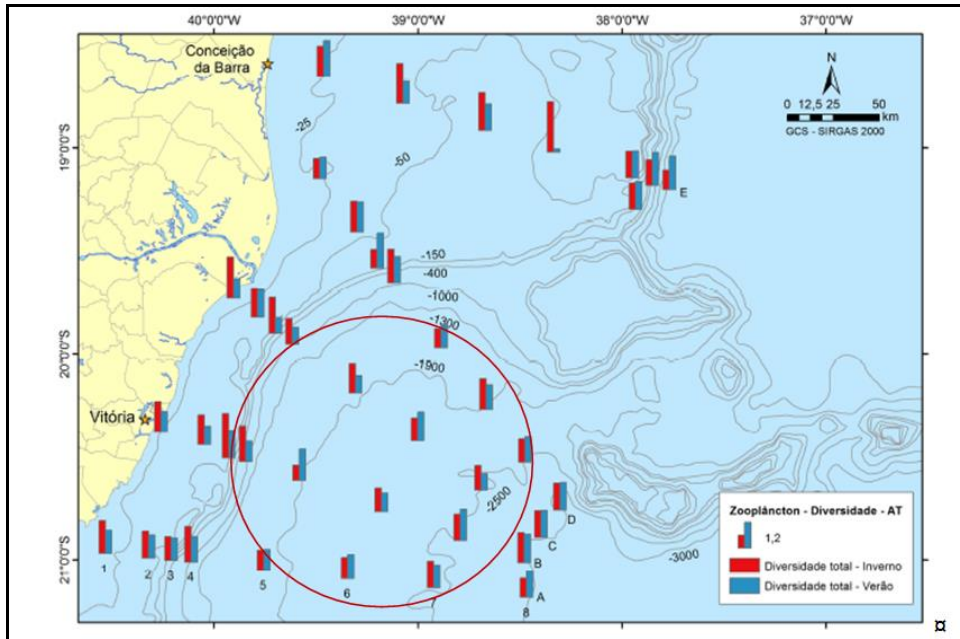 40°0'0"W
39°0'0"W
38°0'0"W
37°0'0"W
Conceição
da Barra
N
0 12,5 25 50
km
GCS - SIRGAS 2000
19°0'0"S
-25
-50
E
-150
-400
-1000
-1300
20°0'0"S
-1900
Vitória
-2500
D
C
B
A
-3000
21°0'0"S
1
2
3
4
5
6
7
8
Zooplâncton - Diversidade - AT
1,2
Diversidade total - Inverno
Diversidade total - Verão
¤